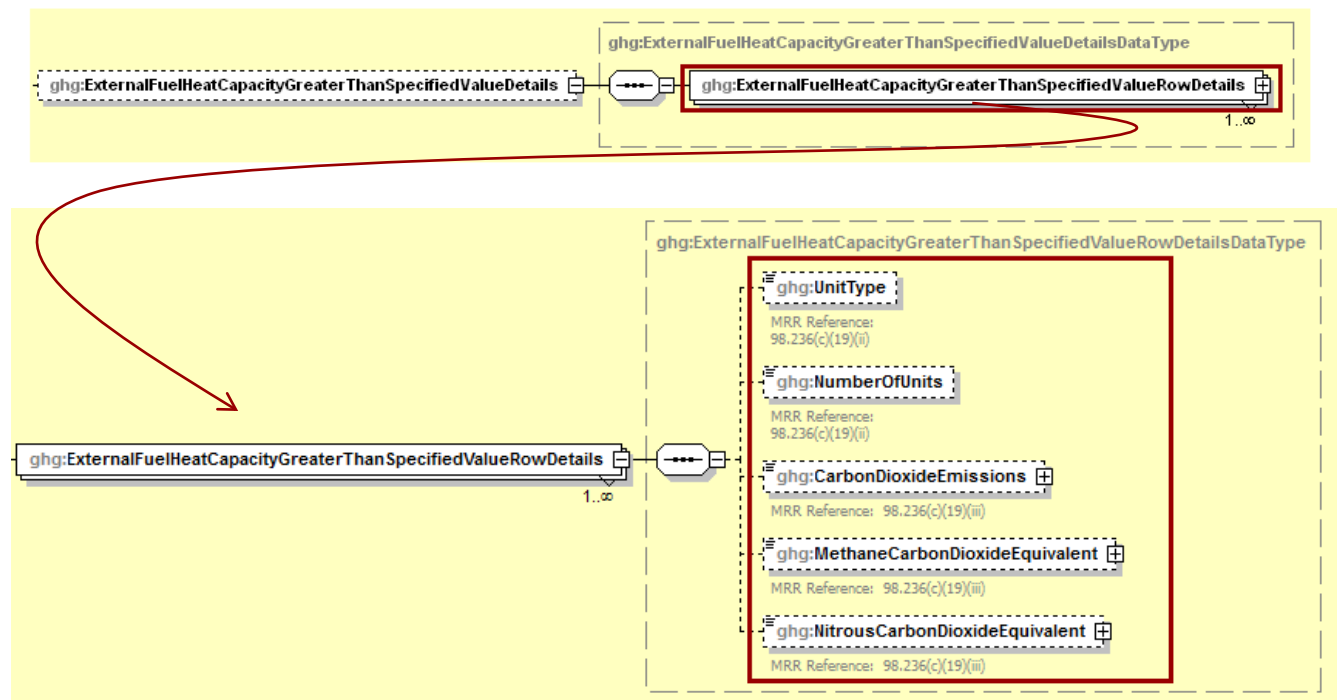 ghg:ExternalFuelHeatCapacityGreaterThanSpecifiedValueDetailsDataType
ghg:ExternalFuelHeatCapacityGreaterThanSpecifiedValueDetails
ghg:ExternalFuelHeatCapacityGreaterThanSpecifiedValueRowDetails
1..∞
ghg:ExternalFuelHeatCapacityGreaterThanSpecifiedValueRowDetailsDataType
ghg:UnitType
MRR Reference:
98.236(c)(19)(ii)
ghg:NumberOfUnits
MRR Reference:
98.236(c)(19)(ii)
ghg:ExternalFuelHeatCapacityGreaterThanSpecifiedValueRowDetails
1..∞
ghg:CarbonDioxideEmissions
MRR Reference: 98.236(c)(19)(iii)
ghg:MethaneCarbonDioxideEquivalent
MRR Reference: 98.236(c)(19)(iii)
ghg:NitrousCarbonDioxideEquivalent
MRR Reference: 98.236(c)(19)(iii)